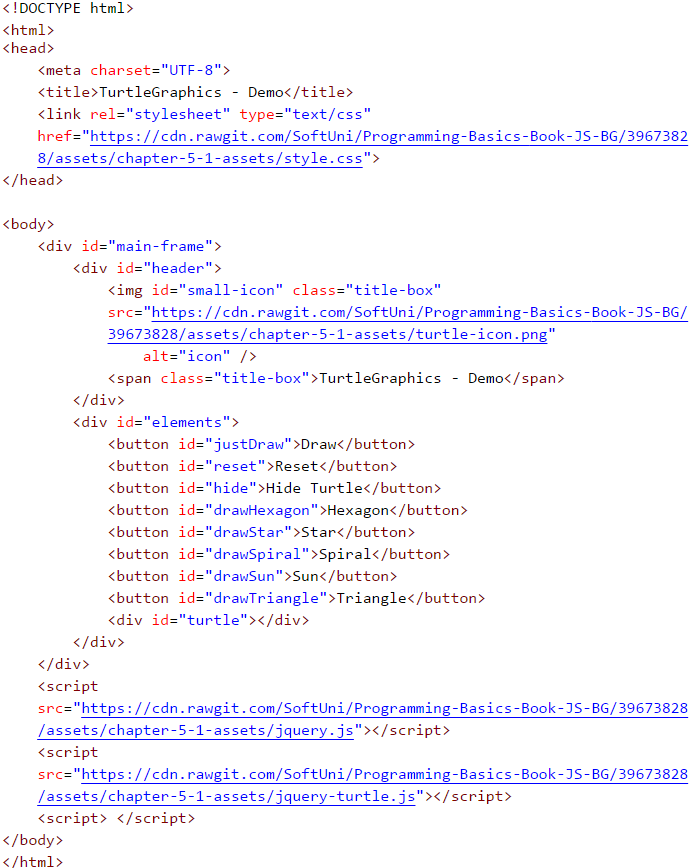 <!DOCTYPE html>
<html>
<head>
    <meta charset="UTF-8">
    <title>TurtleGraphics - Demo</title>
    <link rel="stylesheet" type="text/css"
    href="https://cdn.rawgit.com/SoftUni/Programming-Basics-Book-JS-BG/3967382
    8/assets/chapter-5-1-assets/style.css">
</head>

<body>
    <div id="main-frame">
        <div id="header">
            <img id="small-icon" class="title-box"
            src="https://cdn.rawgit.com/SoftUni/Programming-Basics-Book-JS-BG/
            39673828/assets/chapter-5-1-assets/turtle-icon.png"
                alt="icon" />
            <span class="title-box">TurtleGraphics - Demo</span>
        </div>
        <div id="elements">
            <button id="justDraw">Draw</button>
            <button id="reset">Reset</button>
            <button id="hide">Hide Turtle</button>
            <button id="drawHexagon">Hexagon</button>
            <button id="drawStar">Star</button>
            <button id="drawSpiral">Spiral</button>
            <button id="drawSun">Sun</button>
            <button id="drawTriangle">Triangle</button>
            <div id="turtle"></div>
        </div>
    </div>
    <script
    src="https://cdn.rawgit.com/SoftUni/Programming-Basics-Book-JS-BG/39673828
    /assets/chapter-5-1-assets/jquery.js"></script>
    <script
    src="https://cdn.rawgit.com/SoftUni/Programming-Basics-Book-JS-BG/39673828
    /assets/chapter-5-1-assets/jquery-turtle.js"></script>
    <script> </script>
</body>
</html>